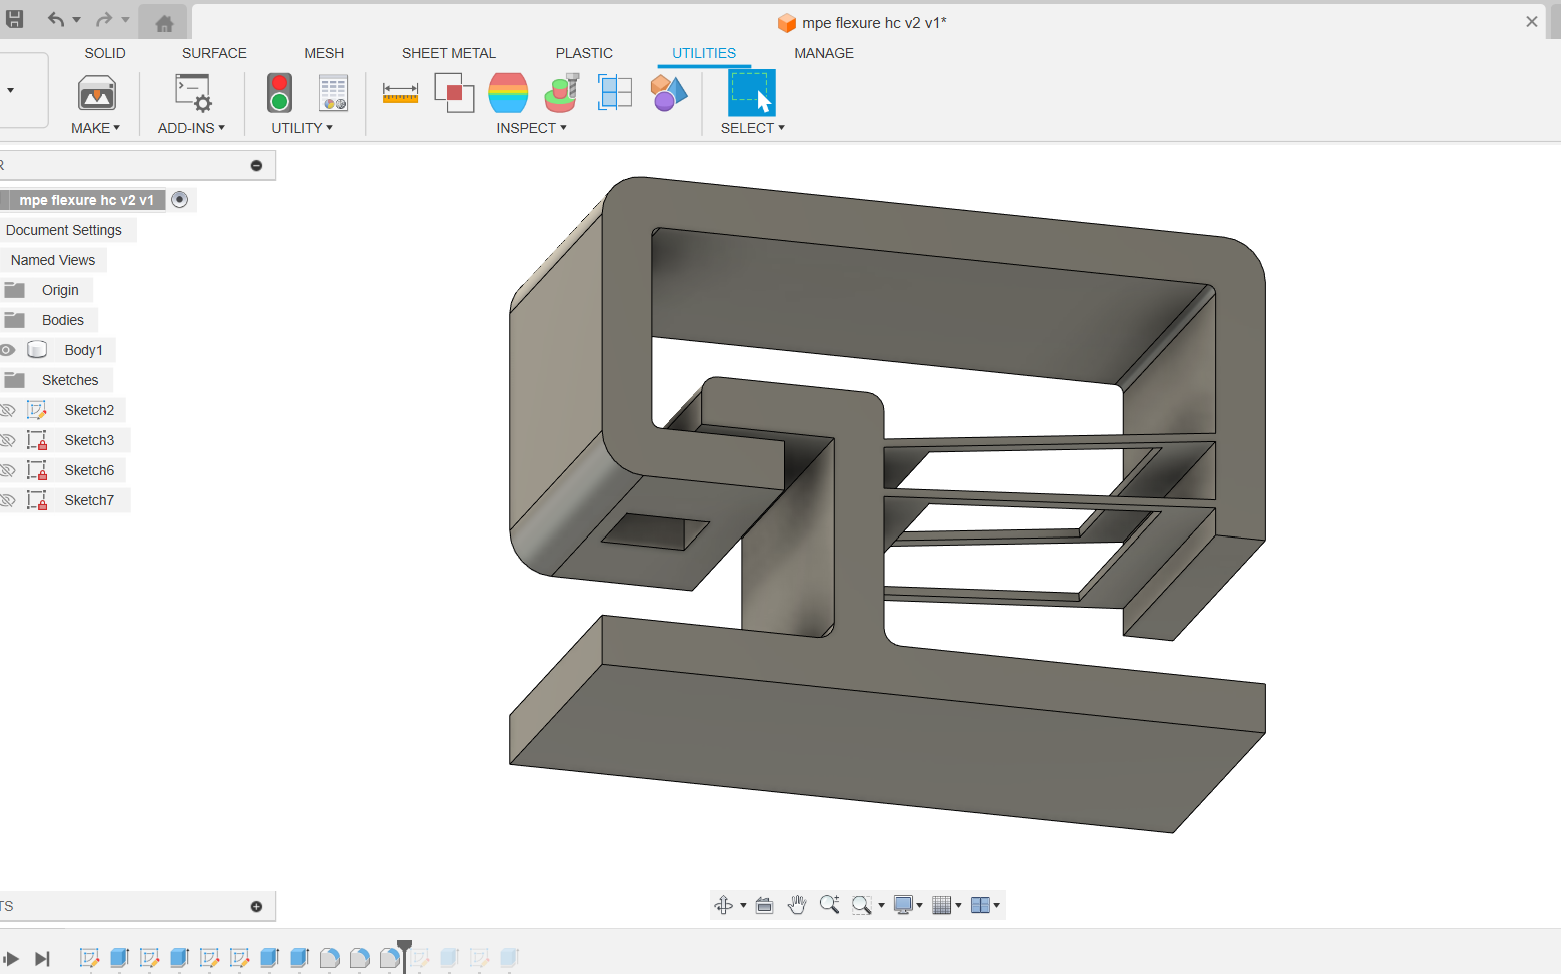 mpe flexure hc v2 v1*
SOLID SURFACE MESH SHEET METAL PLASTIC UTILITIES MANAGE
MAKE ADD-INS UTILITY INSPECT SELECT
R
mpe flexure hc v2 v1
Document Settings
Named Views
Origin
Bodies
Body1
Sketches
Sketch2
Sketch3
Sketch6
Sketch7
TS